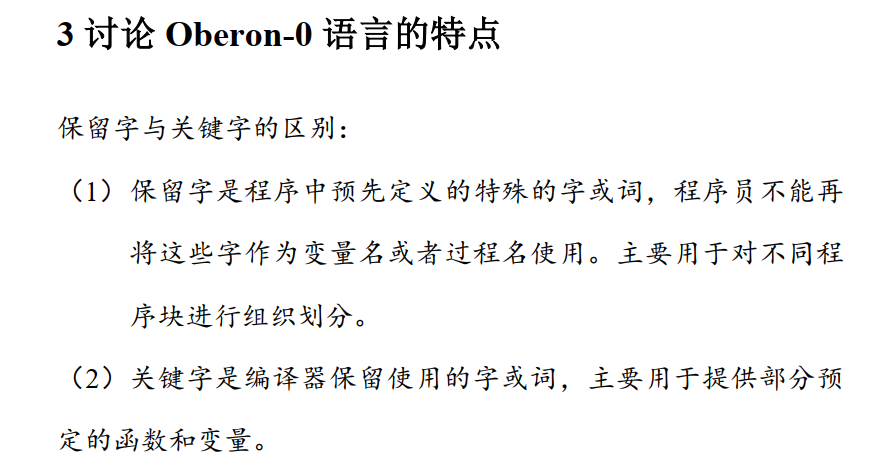 3 讨论 Oberon-0 语言的特点
保留字与关键字的区别：
（1）保留字是程序中预先定义的特殊的字或词，程序员不能再
将这些字作为变量名或者过程名使用。主要用于对不同程
序块进行组织划分。
（2）关键字是编译器保留使用的字或词，主要用于提供部分预
定的函数和变量。